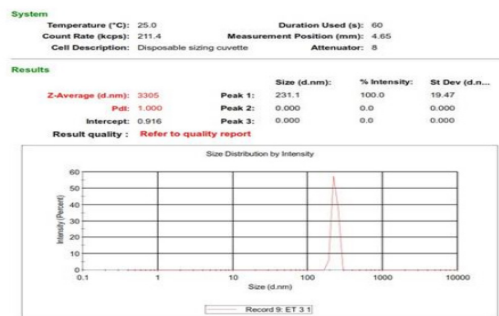 System
Temperature (°C): 25.0 Duration Used (s): 60
Count Rate (kcps): 211.4 Measurement Position (mm): 4.65
Cell Description: Disposable sizing cuvette Attenuator: 8
Results
Size (d.nm): % Intensity: St Dev (d.n...
Z-Average (d.nm): 3305 Peak 1: 231.1 100.0 19.47
PdI: 1.000 Peak 2: 0.000 0.0 0.000
Intercept: 0.916 Peak 3: 0.000 0.0 0.000
Result quality : Refer to quality report
Size Distribution by Intensity
Intensity (Percent)
60
50
40
30
20
10
0
0.1 1 10 100 1000 10000
Size (d.nm)
Record 9: ET 3 1